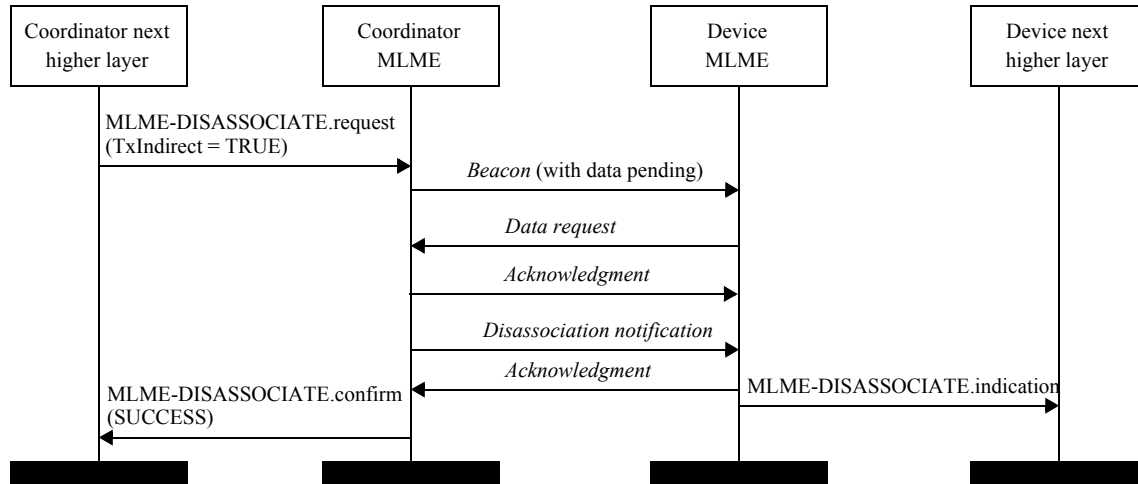 Coordinator next
higher layer
Coordinator
MLME
Device
MLME
Device next
higher layer
MLME-DISASSOCIATE.request
(TxIndirect = TRUE)
Beacon (with data pending)
Data request
Acknowledgment
Disassociation notification
Acknowledgment
MLME-DISASSOCIATE.indication
MLME-DISASSOCIATE.confirm
(SUCCESS)